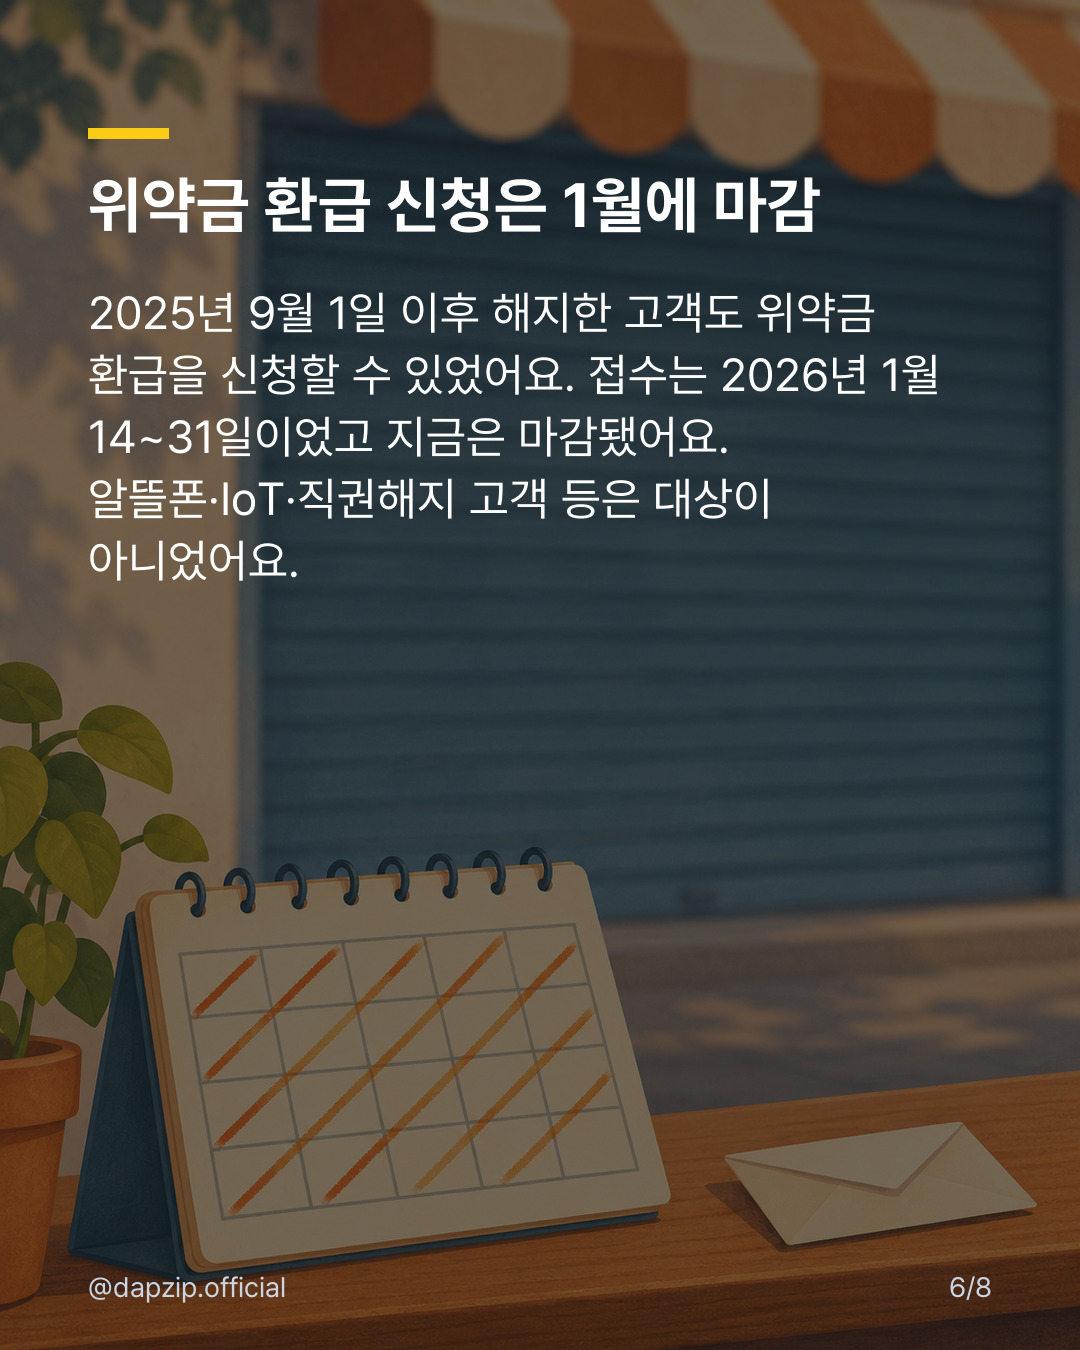 위약금 환급 신청은 1월에 마감
2025년 9월 1일 이후 해지한 고객도 위약금
환급을 신청할 수 있었어요. 접수는 2026년 1월
14~31일이었고 지금은 마감됐어요.
알뜰폰·IoT·직권해지 고객 등은 대상이
아니었어요.
@dapzip.official
6/8